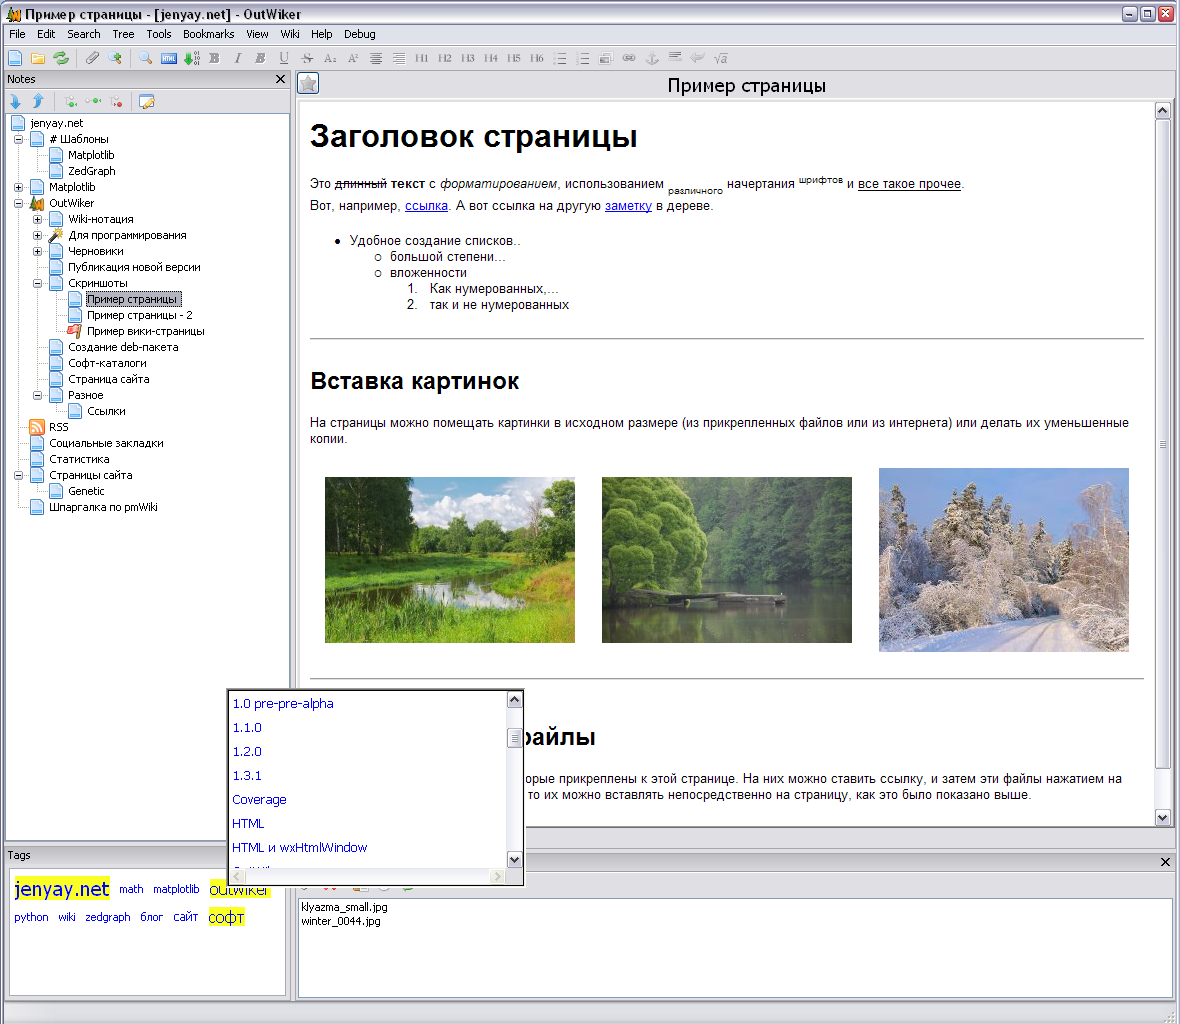 Пример страницы - [jenyay.net] - OutWiker
File Edit Search Tree Tools Bookmarks View Wiki Help Debug
HTML B I B U S A₂ A² H1 H2 H3 H4 H5 H6 √a
Notes
jenyay.net
# Шаблоны
Matplotlib
ZedGraph
Matplotlib
OutWiker
Wiki-нотация
Для программирования
Черновики
Публикация новой версии
Скриншоты
Пример страницы
Пример страницы - 2
Пример вики-страницы
Создание deb-пакета
Софт-каталоги
Страница сайта
Разное
Ссылки
RSS
Социальные закладки
Статистика
Страницы сайта
Genetic
Шпаргалка по pmWiki
Пример страницы
Заголовок страницы
Это длинный текст с форматированием, использованием различного начертания шрифтов и все такое прочее.
Вот, например, ссылка. А вот ссылка на другую заметку в дереве.
Удобное создание списков..
большой степени...
вложенности
1. Как нумерованных,...
2. так и не нумерованных
Вставка картинок
На страницы можно помещать картинки в исходном размере (из прикрепленных файлов или из интернета) или делать их уменьшенные
копии.
файлы
орые прикреплены к этой странице. На них можно ставить ссылку, и затем эти файлы нажатием на
то их можно вставлять непосредственно на страницу, как это было показано выше.
1.0 pre-pre-alpha
1.1.0
1.2.0
1.3.1
Coverage
HTML
HTML и wxHtmlWindow
Tags
jenyay.net math matplotlib outwiker
python wiki zedgraph блог сайт софт
klyazma_small.jpg
winter_0044.jpg